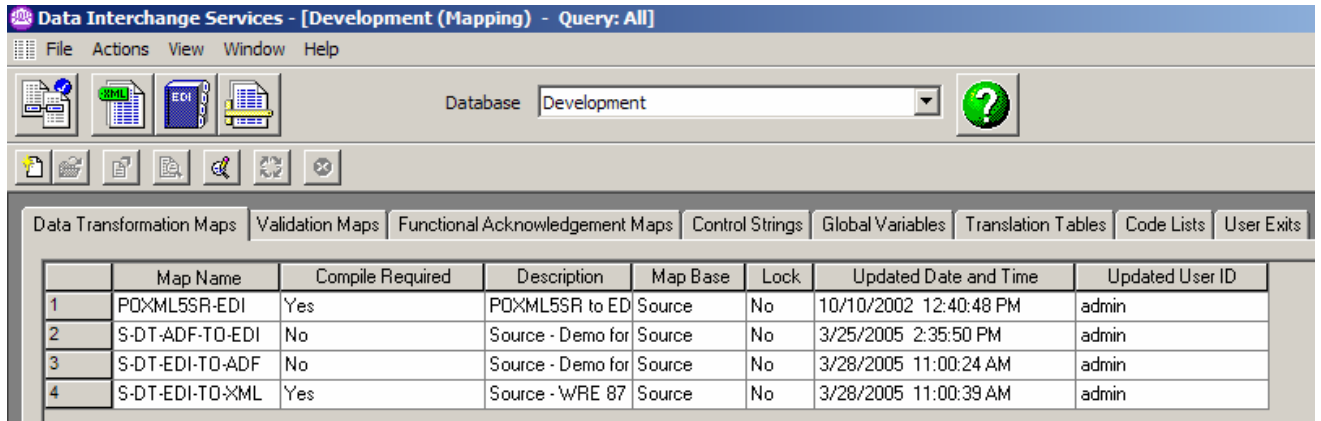 Data Interchange Services - [Development (Mapping) - Query: All]
File Actions View Window Help
XML EDI Database Development ?
Data Transformation Maps Validation Maps Functional Acknowledgement Maps Control Strings Global Variables Translation Tables Code Lists User Exits
Map Name Compile Required Description Map Base Lock Updated Date and Time Updated User ID
1 POXML5SR-EDI Yes POXML5SR to ED Source No 10/10/2002 12:40:48 PM admin
2 S-DT-ADF-TO-EDI No Source - Demo for Source No 3/25/2005 2:35:50 PM admin
3 S-DT-EDI-TO-ADF No Source - Demo for Source No 3/28/2005 11:00:24 AM admin
4 S-DT-EDI-TO-XML Yes Source - WRE 87 Source No 3/28/2005 11:00:39 AM admin